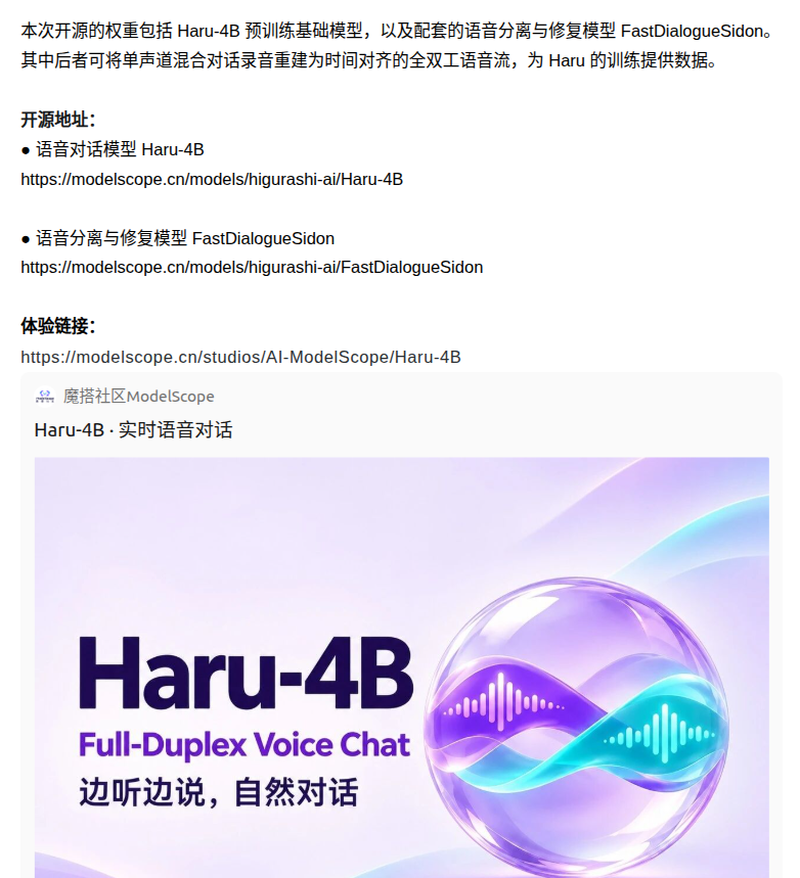 本次开源的权重包括 Haru-4B 预训练基础模型，以及配套的语音分离与修复模型 FastDialogueSidon。
其中后者可将单声道混合对话录音重建为时间对齐的全双工语音流，为 Haru 的训练提供数据。
开源地址：
● 语音对话模型 Haru-4B
https://modelscope.cn/models/higurashi-ai/Haru-4B
● 语音分离与修复模型 FastDialogueSidon
https://modelscope.cn/models/higurashi-ai/FastDialogueSidon
体验链接：
https://modelscope.cn/studios/AI-ModelScope/Haru-4B
魔搭社区ModelScope
Haru-4B · 实时语音对话
Haru-4B
Full-Duplex Voice Chat
边听边说，自然对话